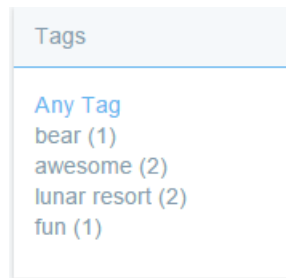 Tags
Any Tag
bear (1)
awesome (2)
lunar resort (2)
fun (1)